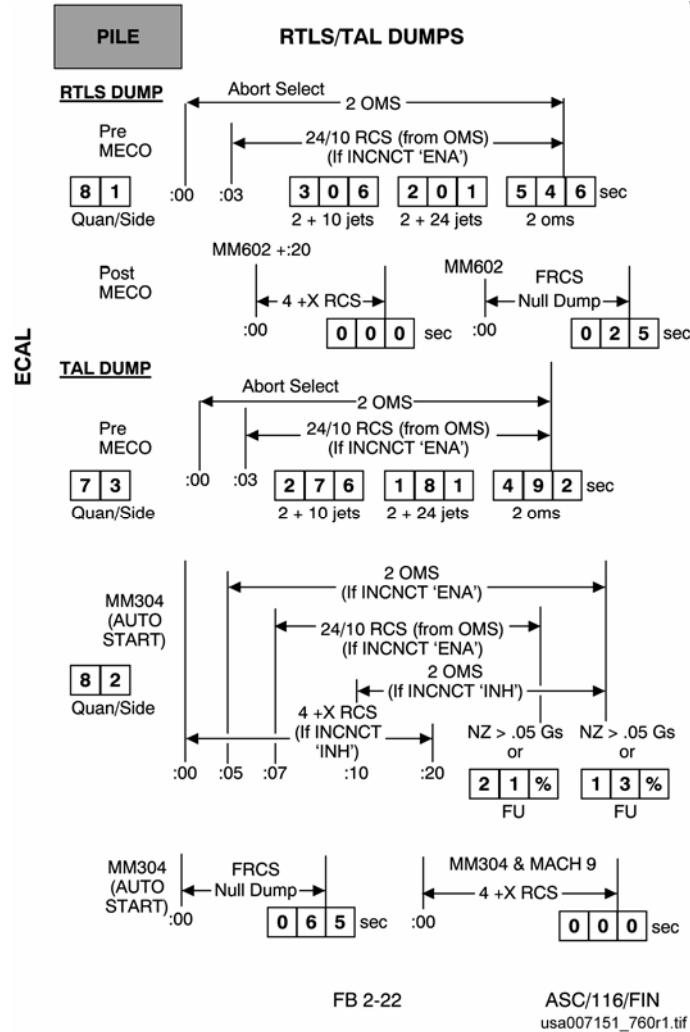 PILE
RTLS/TAL DUMPS
ECAL
RTLS DUMP
Abort Select
2 OMS
Pre
MECO
24/10 RCS (from OMS)
(If INCNCT 'ENA')
8 1
Quan/Side
:00
:03
3 0 6
2 0 1
5 4 6 sec
2 + 10 jets
2 + 24 jets
2 oms
Post
MECO
MM602 +:20
4 +X RCS
:00
0 0 0 sec
MM602
FRCS
Null Dump
:00
0 2 5 sec
TAL DUMP
Abort Select
2 OMS
Pre
MECO
24/10 RCS (from OMS)
(If INCNCT 'ENA')
7 3
Quan/Side
:00
:03
2 7 6
1 8 1
4 9 2 sec
2 + 10 jets
2 + 24 jets
2 oms
MM304
(AUTO
START)
8 2
Quan/Side
2 OMS
(If INCNCT 'ENA')
24/10 RCS (from OMS)
(If INCNCT 'ENA')
2 OMS
(If INCNCT 'INH')
4 +X RCS
(If INCNCT
'INH')
:00
:05
:07
:10
:20
NZ > .05 Gs
or
2 1 %
FU
NZ > .05 Gs
or
1 3 %
FU
MM304
(AUTO
START)
FRCS
Null Dump
:00
0 6 5 sec
MM304 & MACH 9
4 +X RCS
:00
0 0 0 sec
FB 2-22
ASC/116/FIN
usa007151_760r1.tif